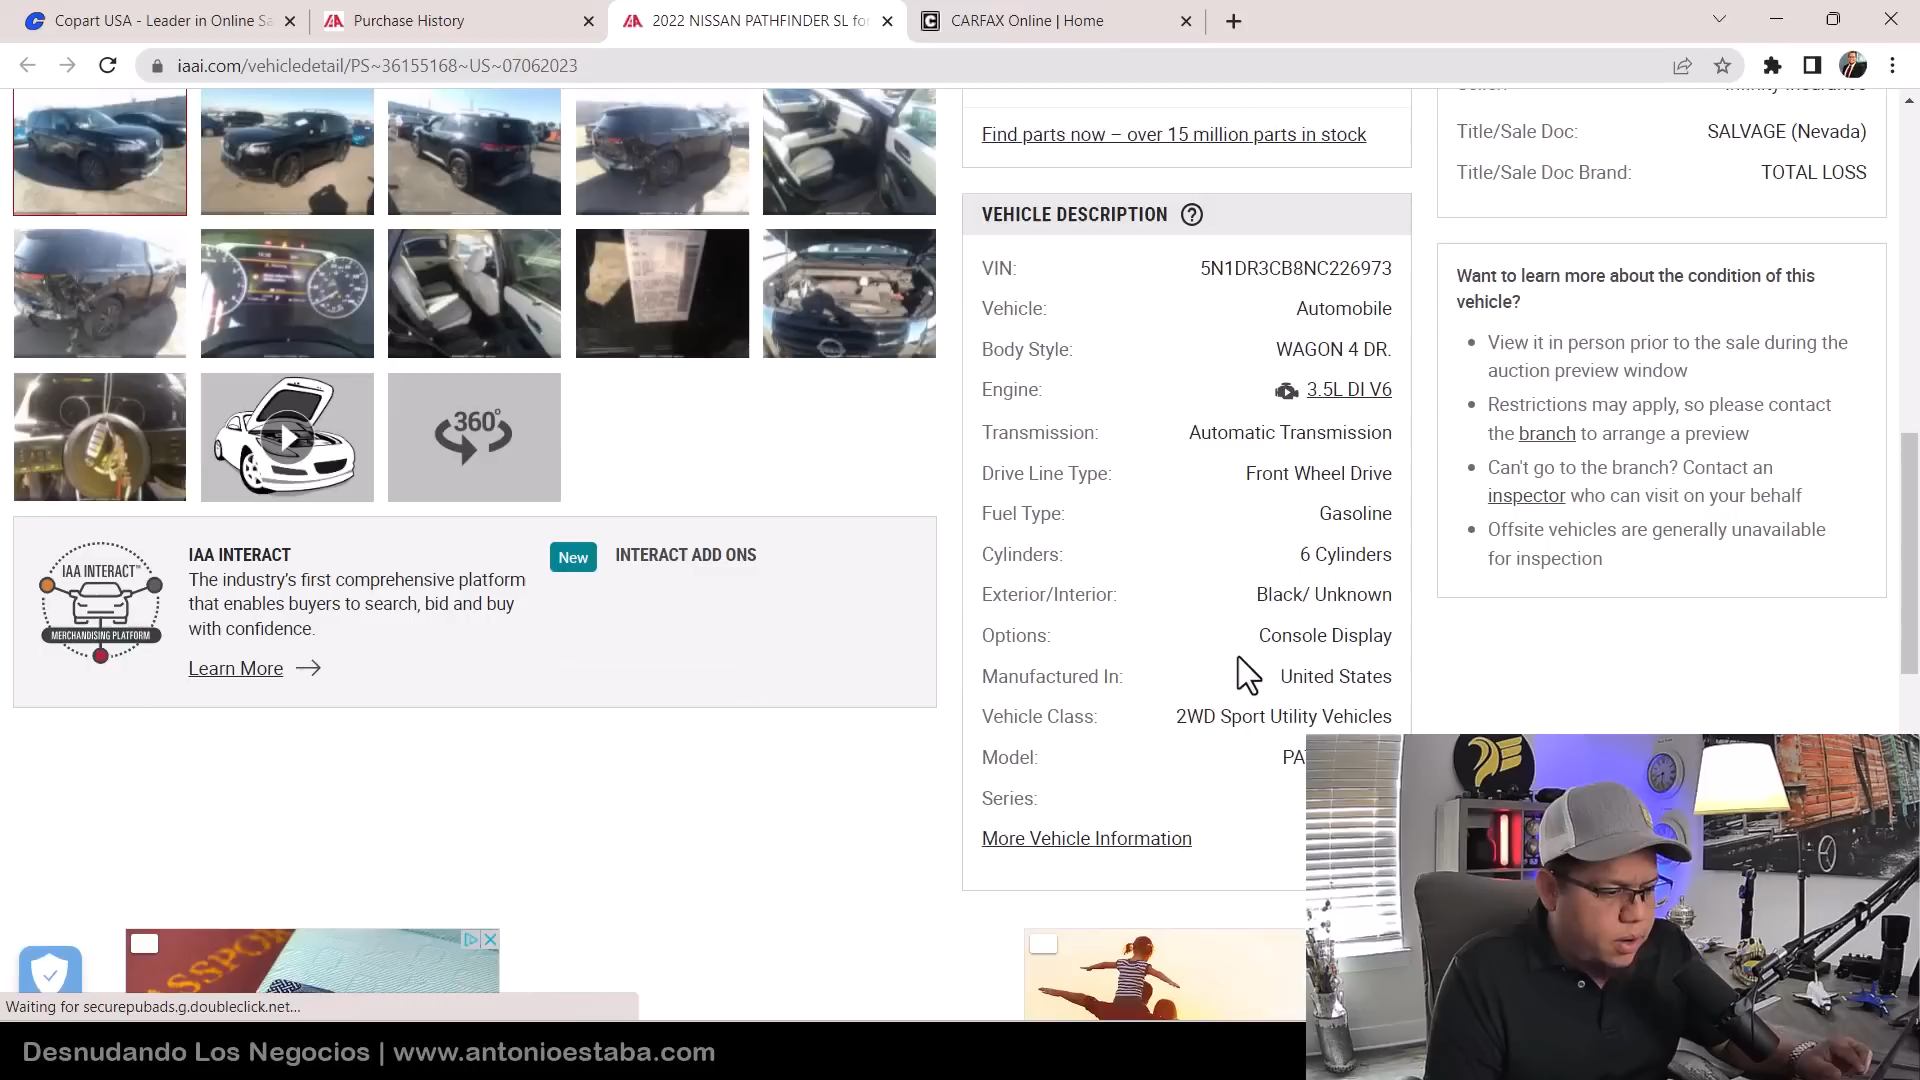 Copart USA - Leader in Online Sa
Purchase History
2022 NISSAN PATHFINDER SL fo
CARFAX Online | Home
iaai.com/vehicledetail/PS~36155168~US~07062023
Find parts now – over 15 million parts in stock
Infinity Insurance
Title/Sale Doc: SALVAGE (Nevada)
Title/Sale Doc Brand: TOTAL LOSS
VEHICLE DESCRIPTION ?
VIN: 5N1DR3CB8NC226973
Vehicle: Automobile
Body Style: WAGON 4 DR.
Engine: 3.5L DI V6
Transmission: Automatic Transmission
Drive Line Type: Front Wheel Drive
Fuel Type: Gasoline
Cylinders: 6 Cylinders
Exterior/Interior: Black/ Unknown
Options: Console Display
Manufactured In: United States
Vehicle Class: 2WD Sport Utility Vehicles
Model: PA
Series:
More Vehicle Information
Want to learn more about the condition of this
vehicle?
View it in person prior to the sale during the
auction preview window
Restrictions may apply, so please contact
the branch to arrange a preview
Can't go to the branch? Contact an
inspector who can visit on your behalf
Offsite vehicles are generally unavailable
for inspection
360°
IAA INTERACT™
MERCHANDISING PLATFORM
IAA INTERACT
The industry's first comprehensive platform
that enables buyers to search, bid and buy
with confidence.
Learn More
New INTERACT ADD ONS
Waiting for securepubads.g.doubleclick.net...
Desnudando Los Negocios | www.antonioestaba.com